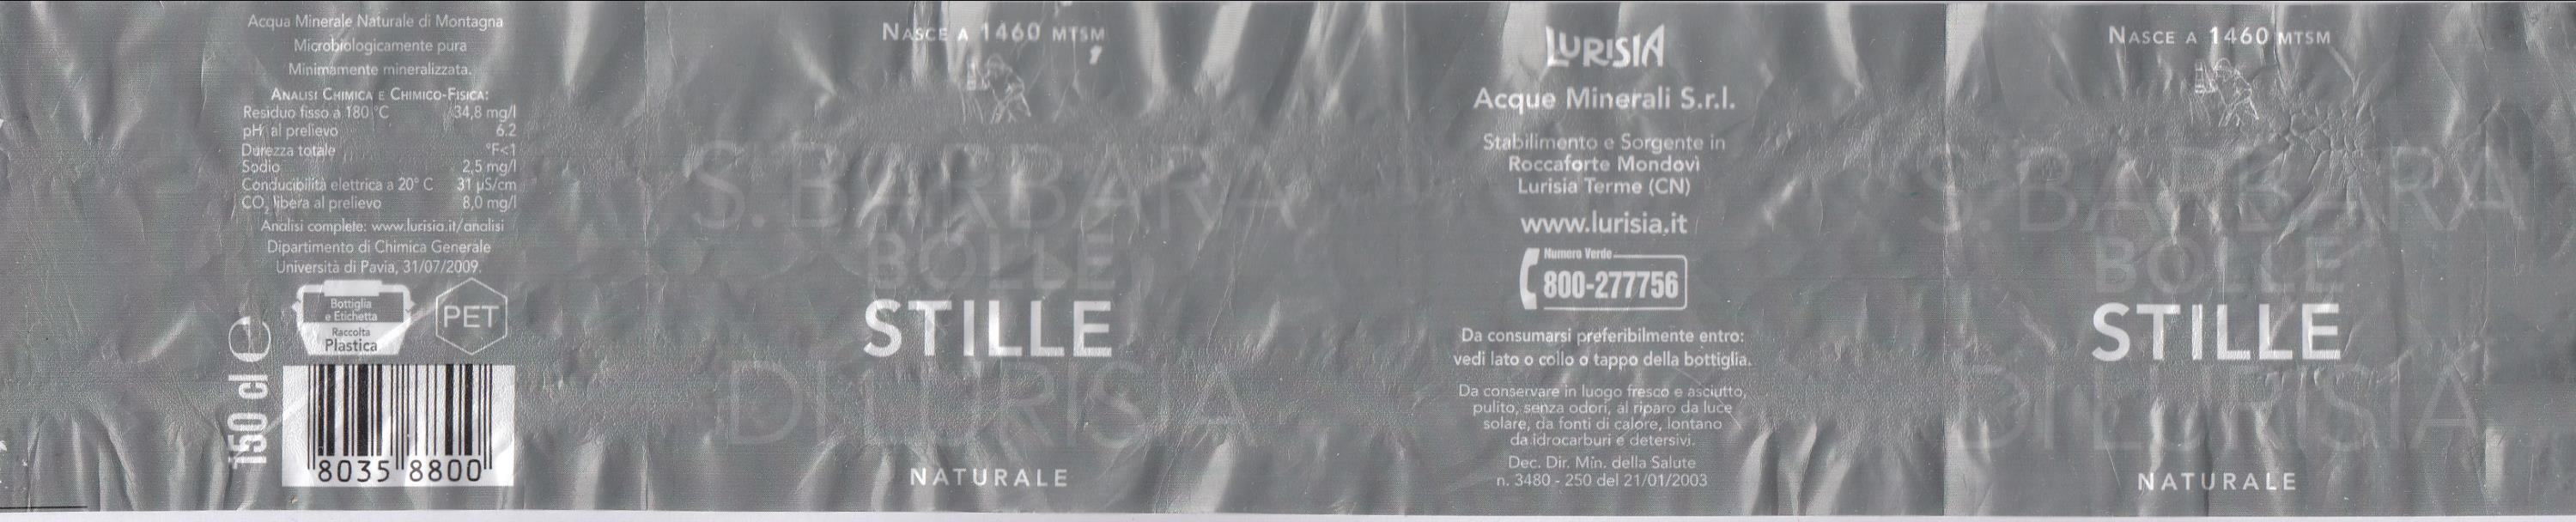 Acqua Minerale Naturale di Montagna
Microbiologicamente pura
Minimamente mineralizzata.
Analisi Chimica e Chimico-Fisica:
Residuo fisso a 180 °C 34,8 mg/l
pH al prelievo 6.2
Durezza totale °F<1
Sodio 2,5 mg/l
Conducibilità elettrica a 20° C 31 µS/cm
CO₂ libera al prelievo 8,0 mg/l
Analisi complete: www.lurisia.it/analisi
Dipartimento di Chimica Generale
Università di Pavia, 31/07/2009.
Bottiglia
e Etichetta
Raccolta
Plastica
PET
150 cl e
8035 8800
Nasce a 1460 mtsm
S. BARBARA
BOLLE
STILLE
DI LURISIA
NATURALE
LURISIA
Acque Minerali S.r.l.
Stabilimento e Sorgente in
Roccaforte Mondovì
Lurisia Terme (CN)
www.lurisia.it
Numero Verde
800-277756
Da consumarsi preferibilmente entro:
vedi lato o collo o tappo della bottiglia.
Da conservare in luogo fresco e asciutto,
pulito, senza odori, al riparo da luce
solare, da fonti di calore, lontano
da idrocarburi e detersivi.
Dec. Dir. Min. della Salute
n. 3480 - 250 del 21/01/2003
Nasce a 1460 mtsm
S. BARBARA
BOLLE
STILLE
DI LURISIA
NATURALE